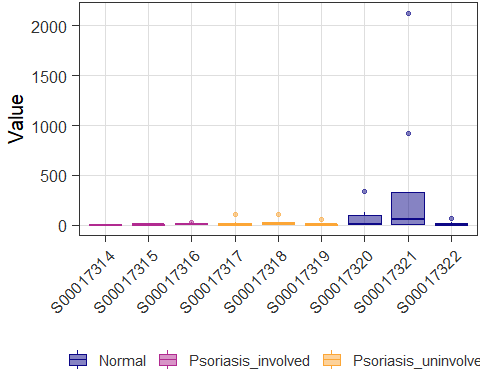 Value
2000
1500
1000
500
0
S00017314
S00017315
S00017316
S00017317
S00017318
S00017319
S00017320
S00017321
S00017322
Normal
Psoriasis_involved
Psoriasis_uninvolve